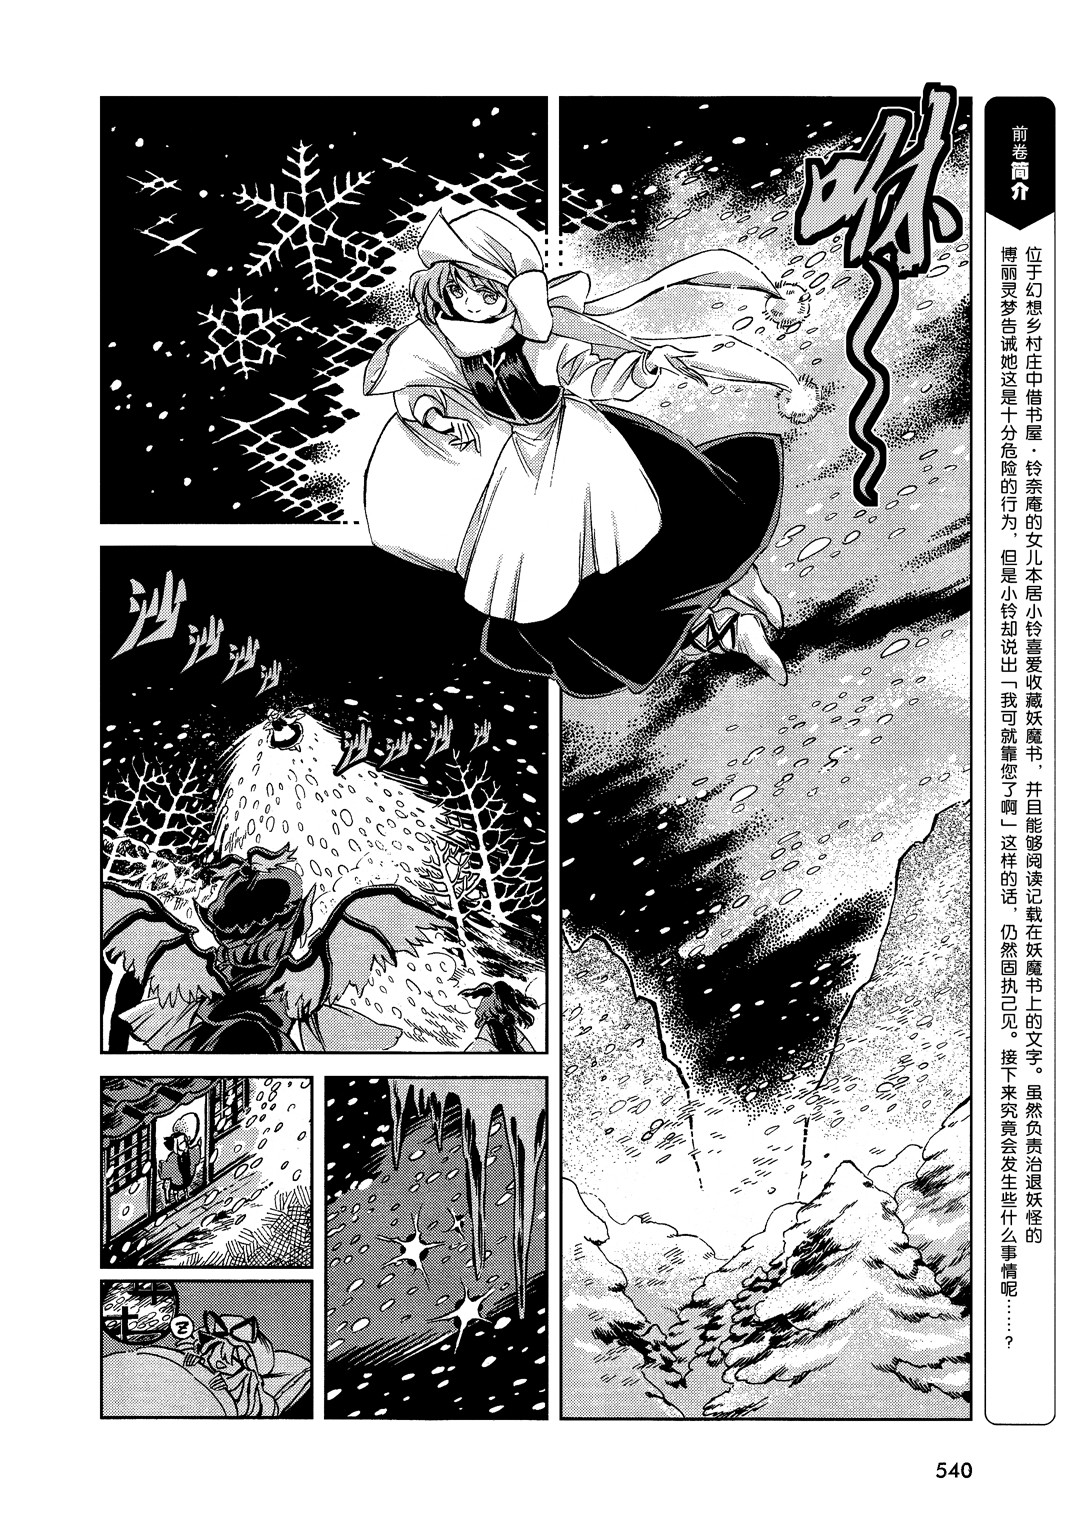 前卷简介
位于幻想乡村庄中借书屋·铃奈庵的女儿本居小铃喜爱收藏妖魔书，并且能够阅读记载在妖魔书上的文字。虽然负责治退妖怪的
博丽灵梦告诫她这是十分危险的行为，但是小铃却说出「我可就靠您了啊」这样的话，仍然固执己见。接下来究竟会发生些什么事情呢……？
咻
沙
沙
沙
沙
沙
沙
沙
沙
沙
Z
540